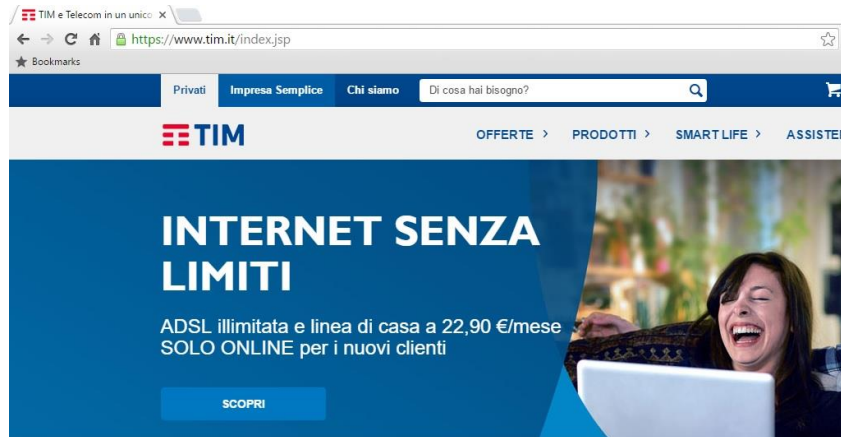 TIM e Telecom in un unico
https://www.tim.it/index.jsp
Bookmarks
Privati Impresa Semplice Chi siamo Di cosa hai bisogno?
TIM OFFERTE PRODOTTI SMART LIFE ASSISTE
INTERNET SENZA
LIMITI
ADSL illimitata e linea di casa a 22,90 €/mese
SOLO ONLINE per i nuovi clienti
SCOPRI